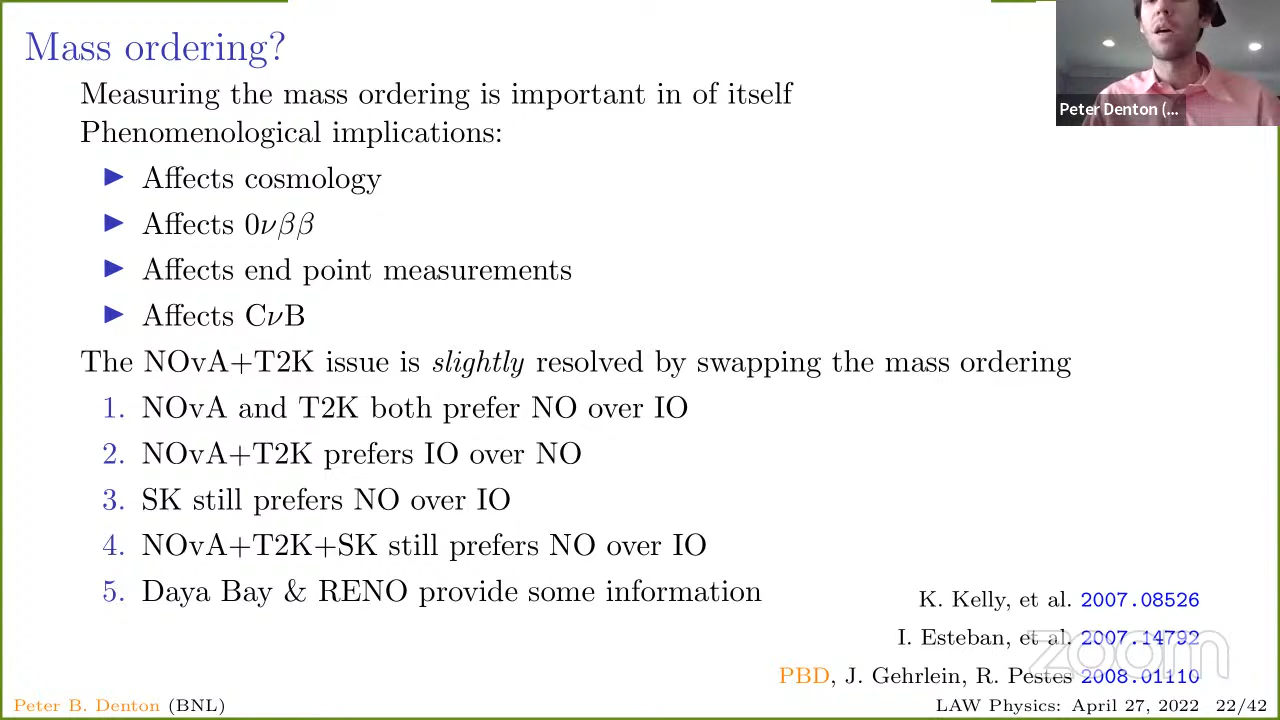 Mass ordering?
Measuring the mass ordering is important in of itself
Phenomenological implications:
▶ Affects cosmology
▶ Affects 0νββ
▶ Affects end point measurements
▶ Affects CνB
The NOvA+T2K issue is slightly resolved by swapping the mass ordering
1. NOvA and T2K both prefer NO over IO
2. NOvA+T2K prefers IO over NO
3. SK still prefers NO over IO
4. NOvA+T2K+SK still prefers NO over IO
5. Daya Bay & RENO provide some information
K. Kelly, et al. 2007.08526
I. Esteban, et al. 2007.14792
PBD, J. Gehrlein, R. Pestes 2008.01110
zoom
Peter B. Denton (BNL)
LAW Physics: April 27, 2022 22/42
Peter Denton (...